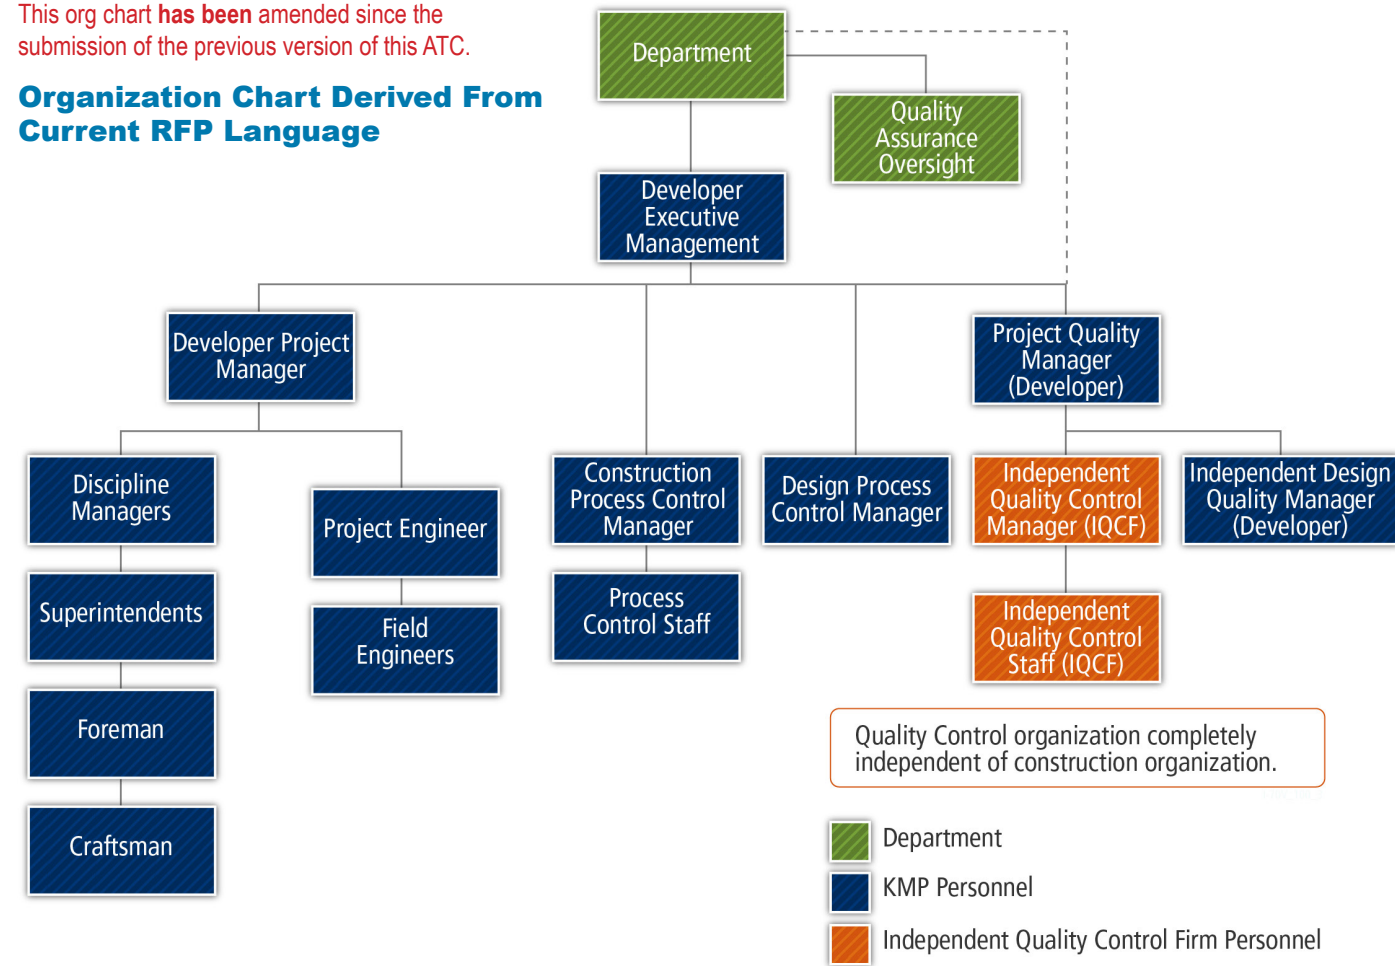 This org chart has been amended since the
submission of the previous version of this ATC.
Organization Chart Derived From
Current RFP Language
Department
Quality
Assurance
Oversight
Developer
Executive
Management
Developer Project
Manager
Project Quality
Manager
(Developer)
Discipline
Managers
Project Engineer
Construction
Process Control
Manager
Design Process
Control Manager
Independent
Quality Control
Manager (IQCF)
Independent Design
Quality Manager
(Developer)
Superintendents
Field
Engineers
Process
Control Staff
Independent
Quality Control
Staff (IQCF)
Foreman
Craftsman
Quality Control organization completely
independent of construction organization.
Department
KMP Personnel
Independent Quality Control Firm Personnel